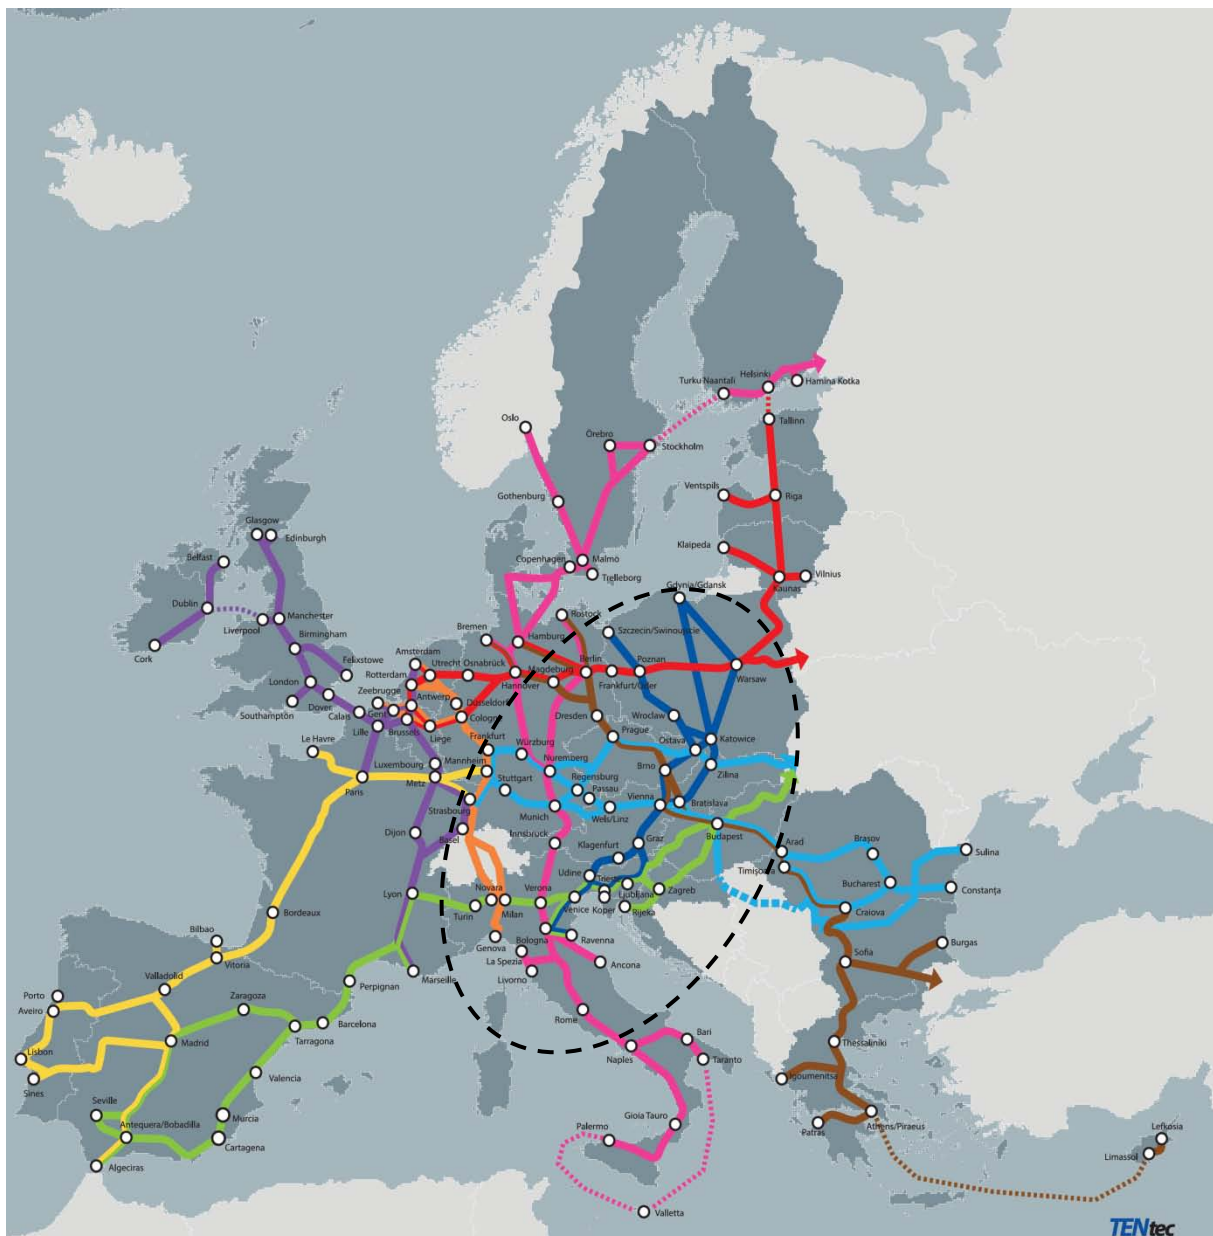 Helsinki
Turku Naantali
Hamina Kotka
Oslo
Tallinn
Örebro
Stockholm
Ventspils
Riga
Gothenburg
Glasgow
Edinburgh
Klaipeda
Belfast
Copenhagen
Malmö
Trelleborg
Vilnius
Kaunas
Gdynia/Gdansk
Dublin
Liverpool
Manchester
Rostock
Birmingham
Bremen
Hamburg
Szczecin/Swinoujscie
Cork
Felixstowe
Amsterdam
Utrecht
Osnabrück
Magdeburg
Berlin
Poznan
Warsaw
London
Rotterdam
Hannover
Frankfurt/Oder
Zeebrugge
Antwerp
Düsseldorf
Southampton
Dover
Calais
Gent
Cologne
Dresden
Wroclaw
Lille
Brussels
Liege
Frankfurt
Prague
Katowice
Le Havre
Würzburg
Ostava
Luxembourg
Mannheim
Nuremberg
Brno
Zilina
Paris
Metz
Stuttgart
Regensburg
Passau
Strasbourg
Munich
Wels/Linz
Vienna
Bratislava
Dijon
Basel
Innsbruck
Graz
Budapest
Klagenfurt
Arad
Braşov
Sulina
Udine
Trieste
Timişoara
Lyon
Novara
Verona
Ljubljana
Zagreb
Bucharest
Constanţa
Turin
Milan
Venice
Koper
Rijeka
Craiova
Bordeaux
Bilbao
Genova
Bologna
Ravenna
Burgas
Vitoria
La Spezia
Ancona
Sofia
Valladolid
Marseille
Livorno
Perpignan
Porto
Aveiro
Zaragoza
Rome
Barcelona
Tarragona
Madrid
Bari
Thessaliniki
Lisbon
Naples
Taranto
Valencia
Igoumenitsa
Sines
Seville
Murcia
Gioia Tauro
Antequera/Bobadilla
Palermo
Patras
Athens/Piraeus
Lefkosia
Cartagena
Limassol
Algeciras
Valletta
TENtec